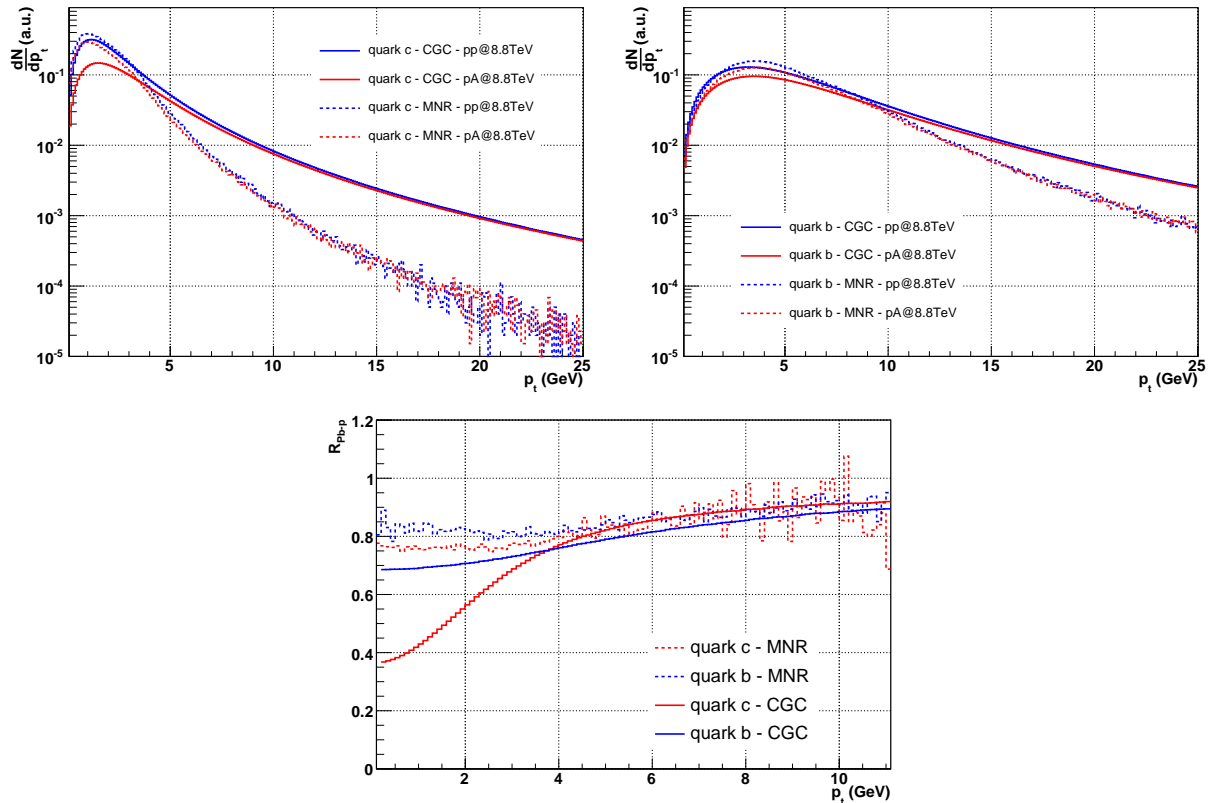 dN
dp_t (a.u.)
10^-1
10^-2
10^-3
10^-4
10^-5
quark c - CGC - pp@8.8TeV
quark c - CGC - pA@8.8TeV
quark c - MNR - pp@8.8TeV
quark c - MNR - pA@8.8TeV
5 10 15 20 25
p_t (GeV)
dN
dp_t (a.u.)
10^-1
10^-2
10^-3
10^-4
10^-5
quark b - CGC - pp@8.8TeV
quark b - CGC - pA@8.8TeV
quark b - MNR - pp@8.8TeV
quark b - MNR - pA@8.8TeV
5 10 15 20 25
p_t (GeV)
R_Pb-p
1.2
1
0.8
0.6
0.4
0.2
0
quark c - MNR
quark b - MNR
quark c - CGC
quark b - CGC
2 4 6 8 10
p_t (GeV)